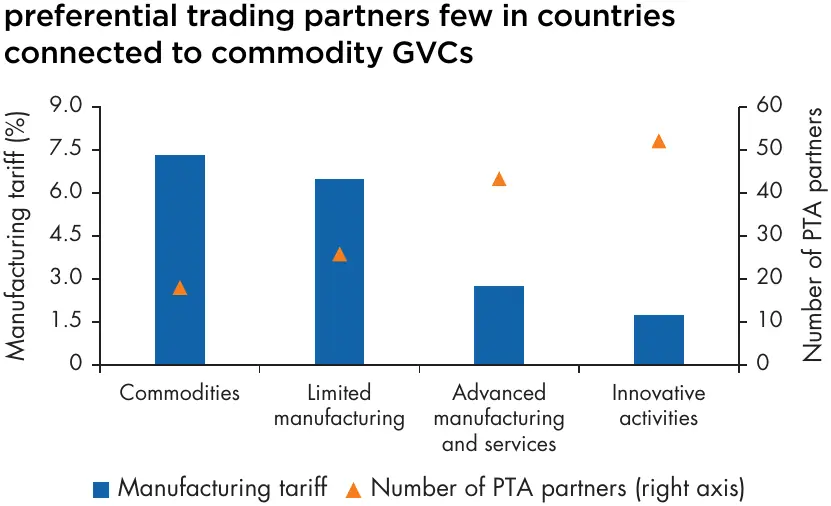 preferential trading partners few in countries
connected to commodity GVCs
Manufacturing tariff (%)
9.0
7.5
6.0
4.5
3.0
1.5
0
60
50
40
30
20
10
0
Number of PTA partners
Commodities
Limited
manufacturing
Advanced
manufacturing
and services
Innovative
activities
Manufacturing tariff
Number of PTA partners (right axis)